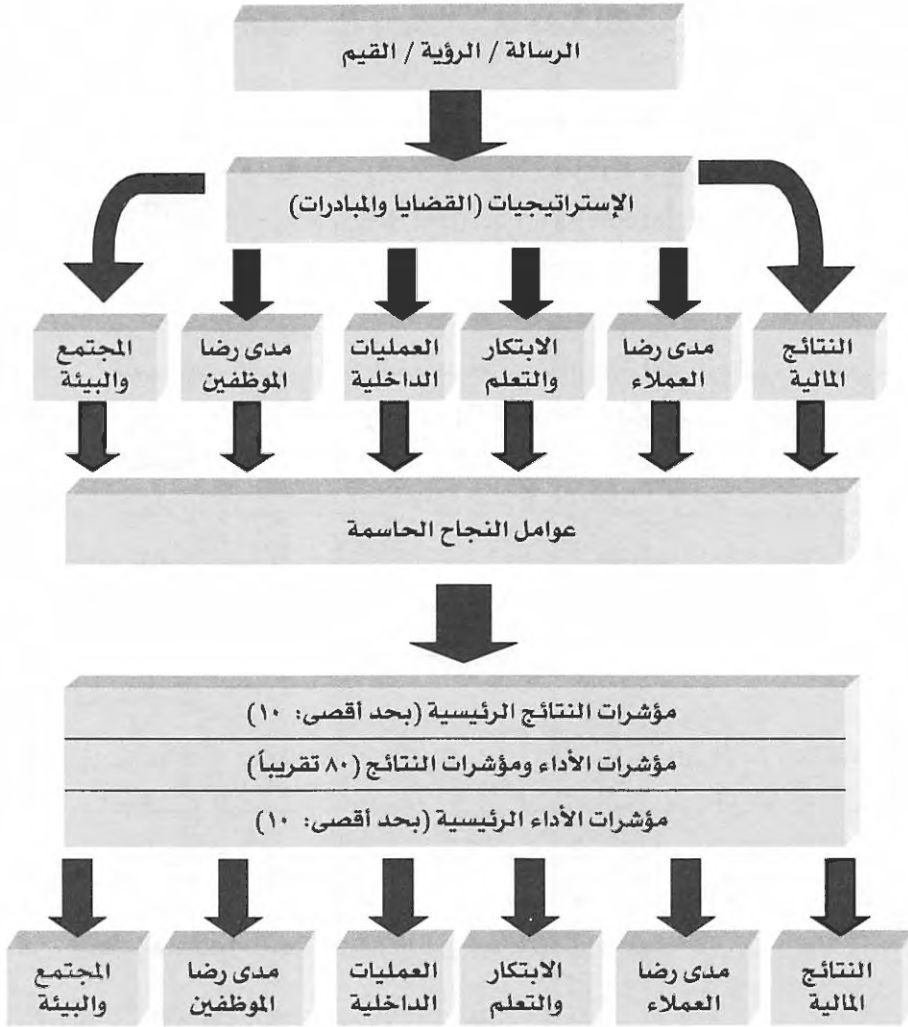 الرسالة / الرؤية / القيم
الإستراتيجيات (القضايا والمبادرات)
النتائج
المالية
مدى رضا
العملاء
الابتكار
والتعلم
العمليات
الداخلية
مدى رضا
الموظفين
المجتمع
والبيئة
عوامل النجاح الحاسمة
مؤشرات النتائج الرئيسية (بحد أقصى: ١٠)
مؤشرات الأداء ومؤشرات النتائج (٨٠ تقريباً)
مؤشرات الأداء الرئيسية (بحد أقصى: ١٠)
النتائج
المالية
مدى رضا
العملاء
الابتكار
والتعلم
العمليات
الداخلية
مدى رضا
الموظفين
المجتمع
والبيئة